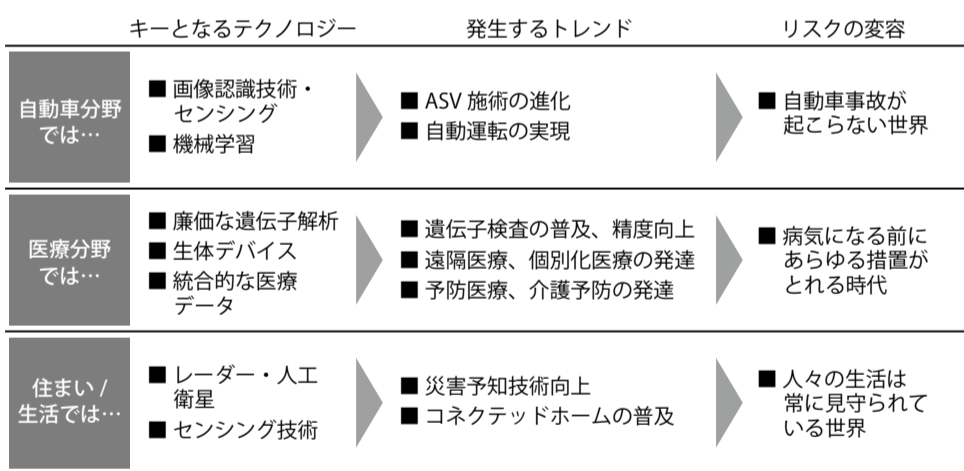 キーとなるテクノロジー
発生するトレンド
リスクの変容
自動車分野
では…
■ 画像認識技術・
センシング
■ 機械学習
■ ASV 施術の進化
■ 自動運転の実現
■ 自動車事故が
起こらない世界
医療分野
では…
■ 廉価な遺伝子解析
■ 生体デバイス
■ 統合的な医療
データ
■ 遺伝子検査の普及、精度向上
■ 遠隔医療、個別化医療の発達
■ 予防医療、介護予防の発達
■ 病気になる前に
あらゆる措置が
とれる時代
住まい /
生活では…
■ レーダー・人工
衛星
■ センシング技術
■ 災害予知技術向上
■ コネクテッドホームの普及
■ 人々の生活は
常に見守られて
いる世界